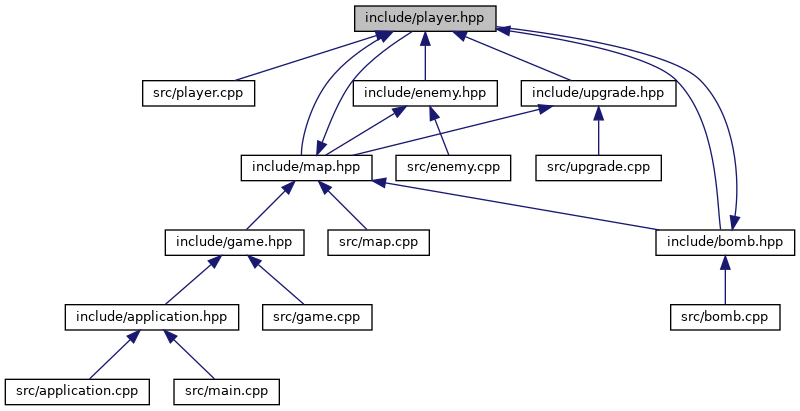 include/player.hpp
src/player.cpp
include/enemy.hpp
include/upgrade.hpp
include/map.hpp
src/enemy.cpp
src/upgrade.cpp
include/game.hpp
src/map.cpp
include/bomb.hpp
include/application.hpp
src/game.cpp
src/bomb.cpp
src/application.cpp
src/main.cpp